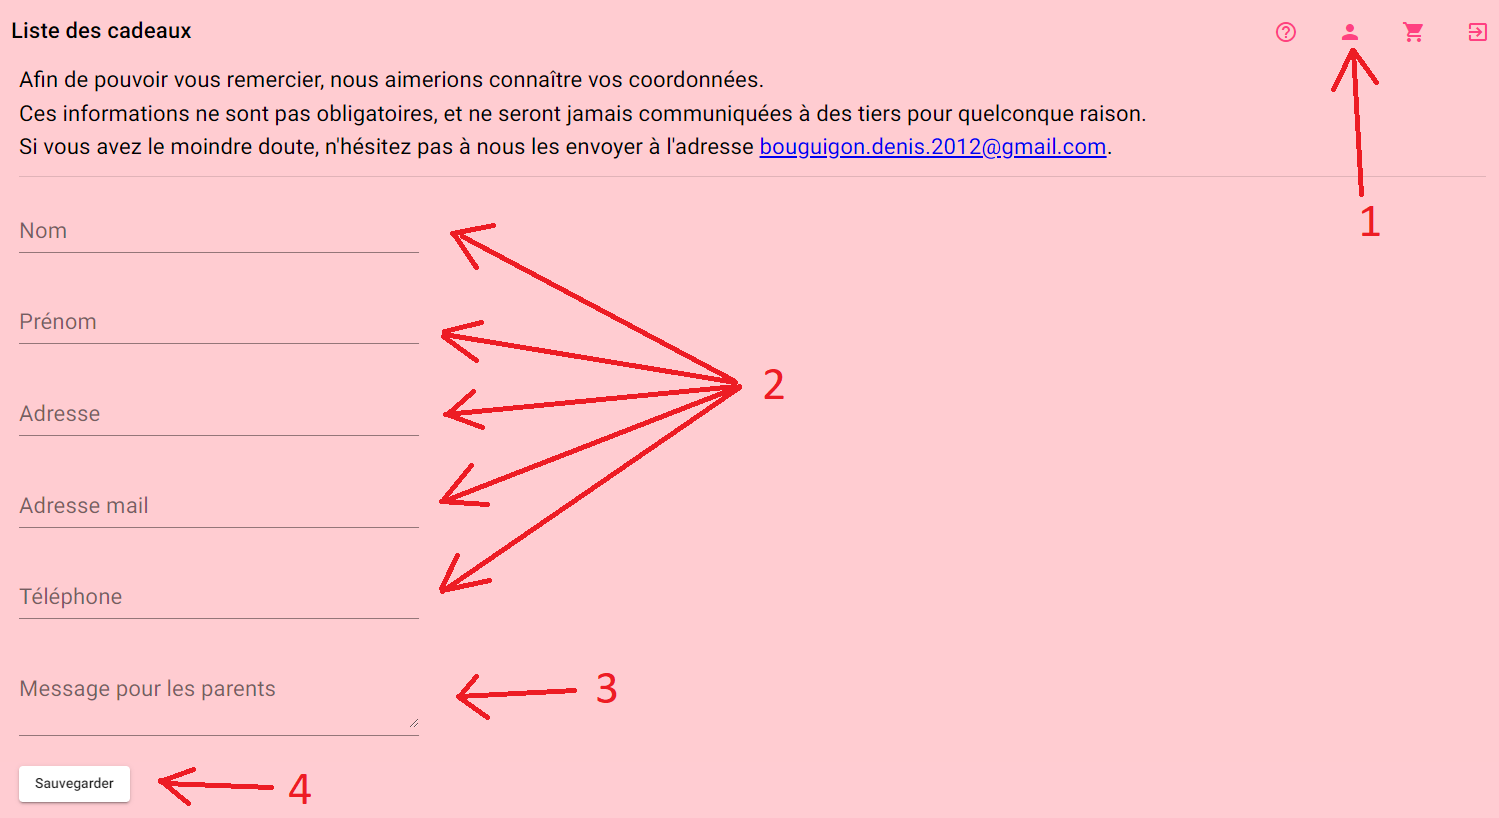 Liste des cadeaux
Afin de pouvoir vous remercier, nous aimerions connaître vos coordonnées.
Ces informations ne sont pas obligatoires, et ne seront jamais communiquées à des tiers pour quelconque raison.
Si vous avez le moindre doute, n'hésitez pas à nous les envoyer à l'adresse bouguigon.denis.2012@gmail.com.
1
Nom
Prénom
2
Adresse
Adresse mail
Téléphone
Message pour les parents
3
Sauvegarder
4